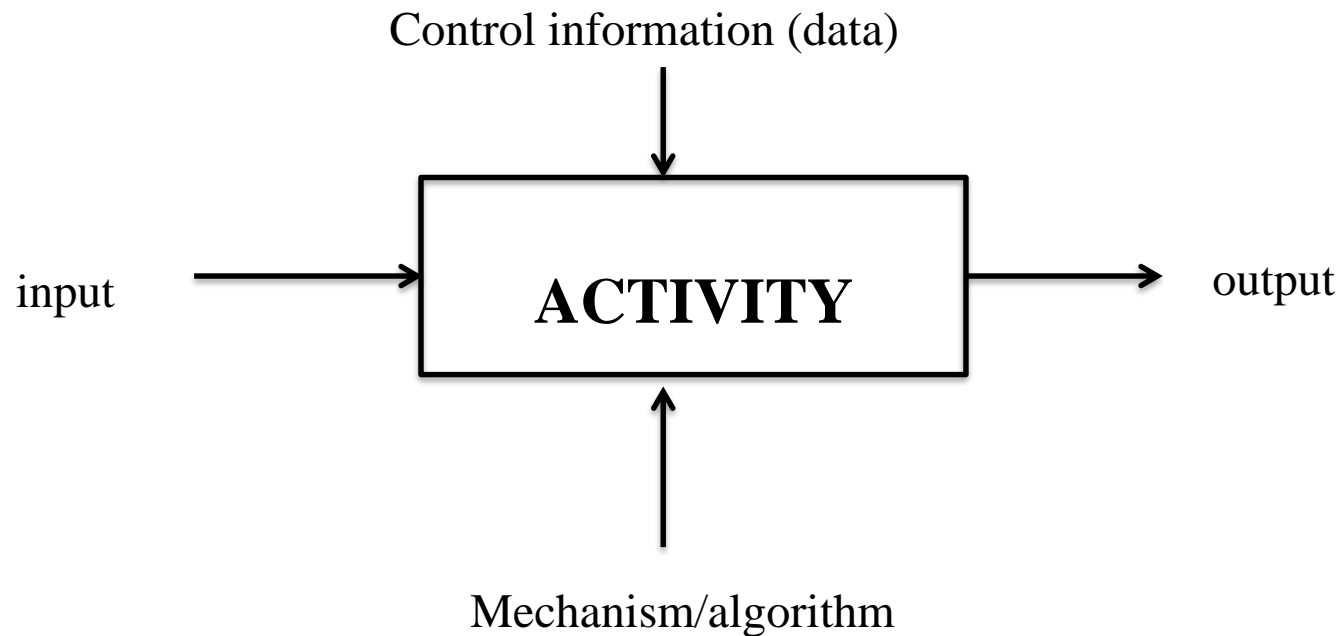 Control information (data)
input
ACTIVITY
output
Mechanism/algorithm